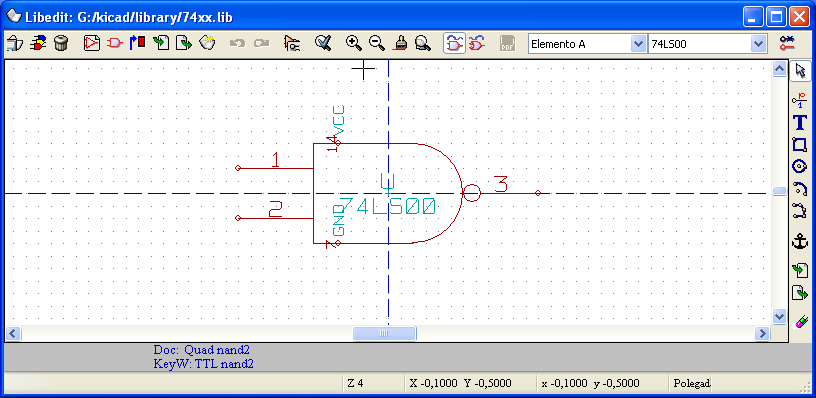 Libedit: G:/kicad/library/74xx.lib
PDF
Elemento A
74LS00
VCC
14
1
U
3
2
74LS00
GND
7
Doc: Quad nand2
KeyW: TTL nand2
Z 4
X -0,1000 Y -0,5000
x -0,1000 y -0,5000
Polegad